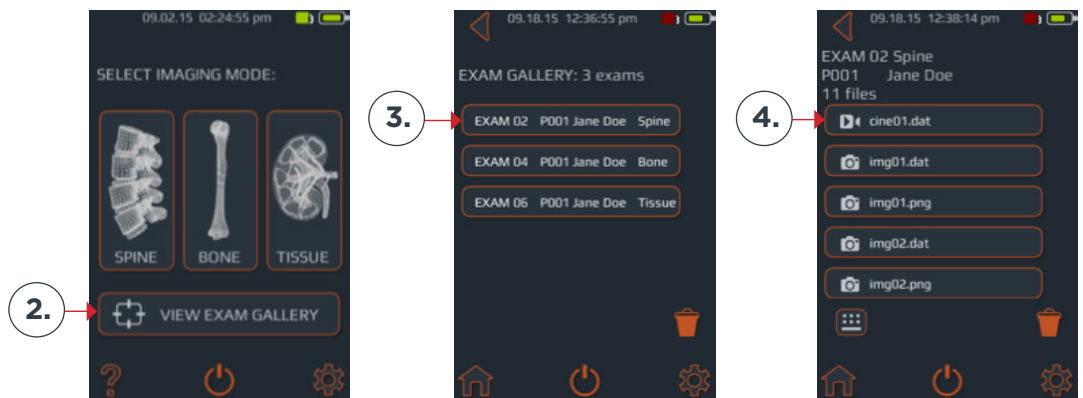 09.02.15 02:24:55 pm
SELECT IMAGING MODE:
SPINE BONE TISSUE
2.
VIEW EXAM GALLERY
?
09.18.15 12:36:55 pm
EXAM GALLERY: 3 exams
3.
EXAM 02 P001 Jane Doe Spine
EXAM 04 P001 Jane Doe Bone
EXAM 06 P001 Jane Doe Tissue
09.18.15 12:38:14 pm
EXAM 02 Spine
P001 Jane Doe
11 files
4.
cine01.dat
img01.dat
img01.png
img02.dat
img02.png